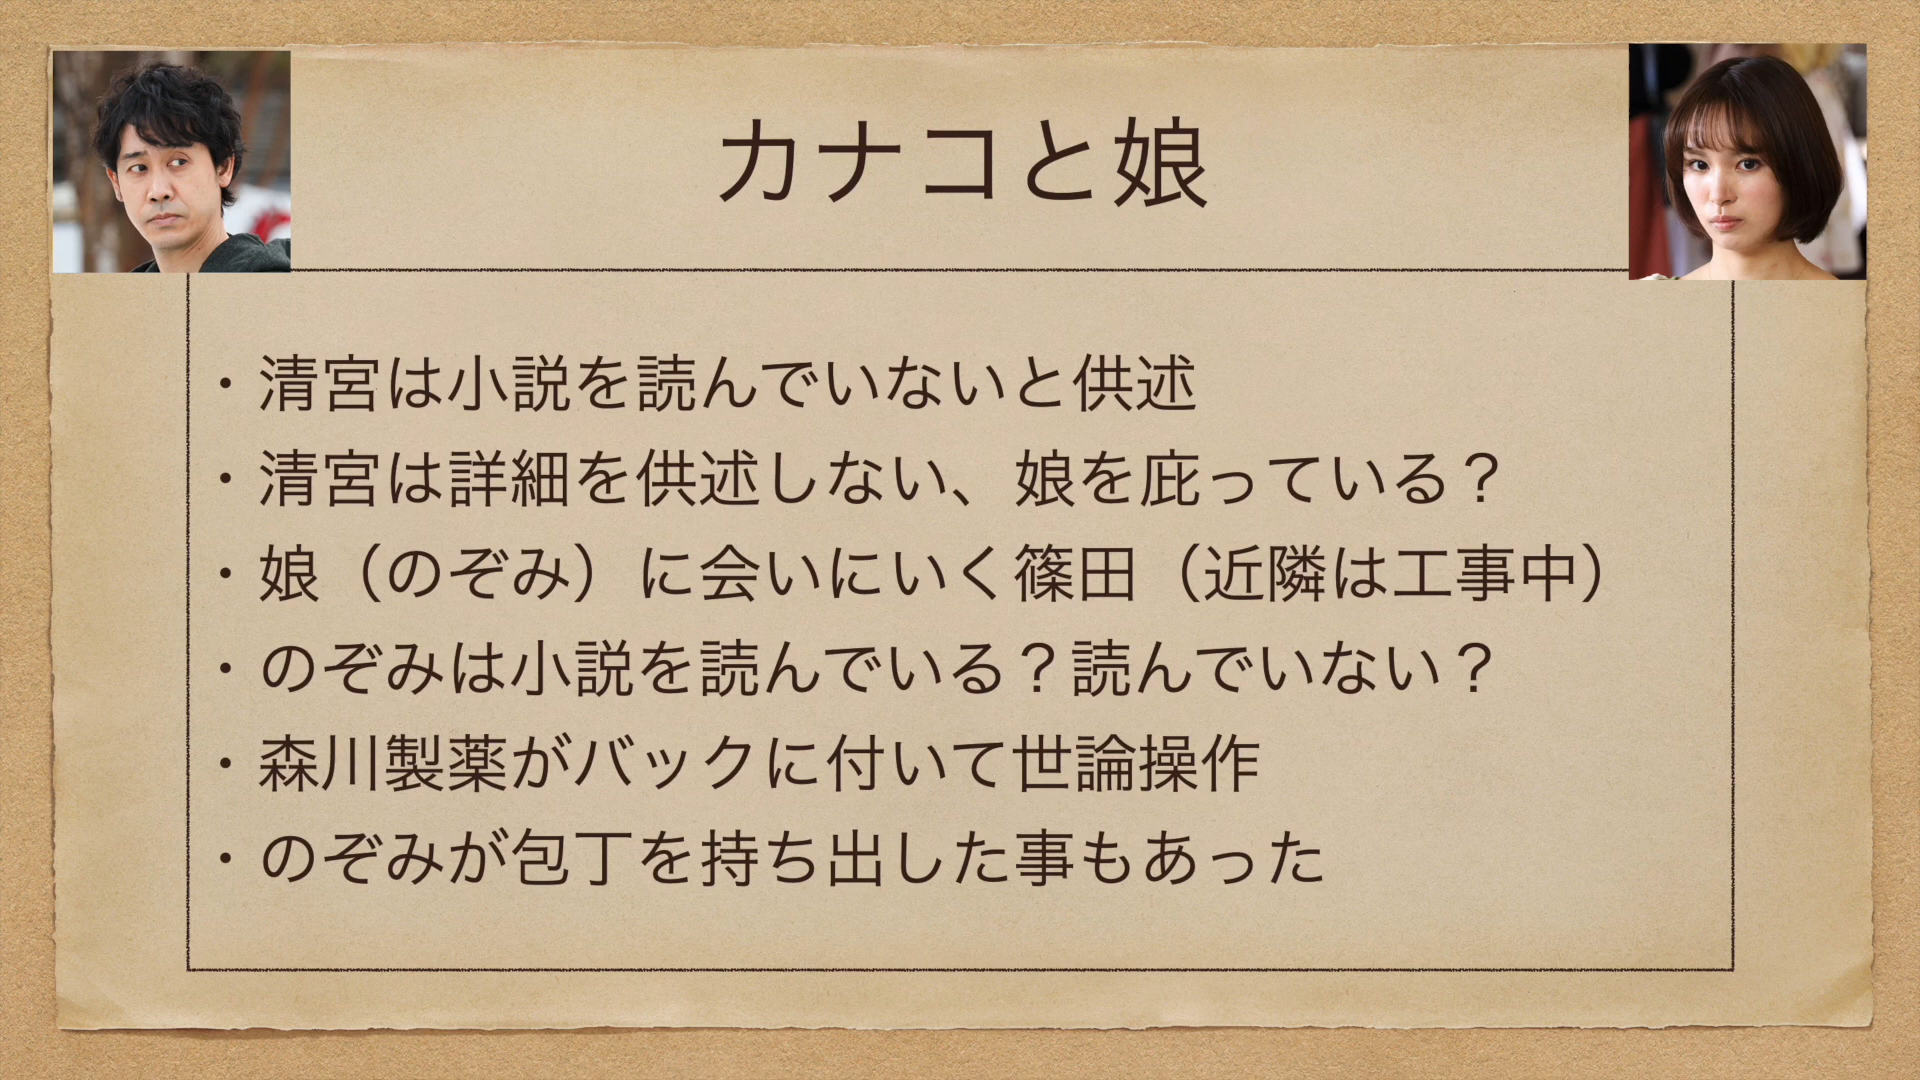 カナコと娘
・清宮は小説を読んでいないと供述
・清宮は詳細を供述しない、娘を庇っている？
・娘（のぞみ）に会いにいく篠田（近隣は工事中）
・のぞみは小説を読んでいる？読んでいない？
・森川製薬がバックに付いて世論操作
・のぞみが包丁を持ち出した事もあった